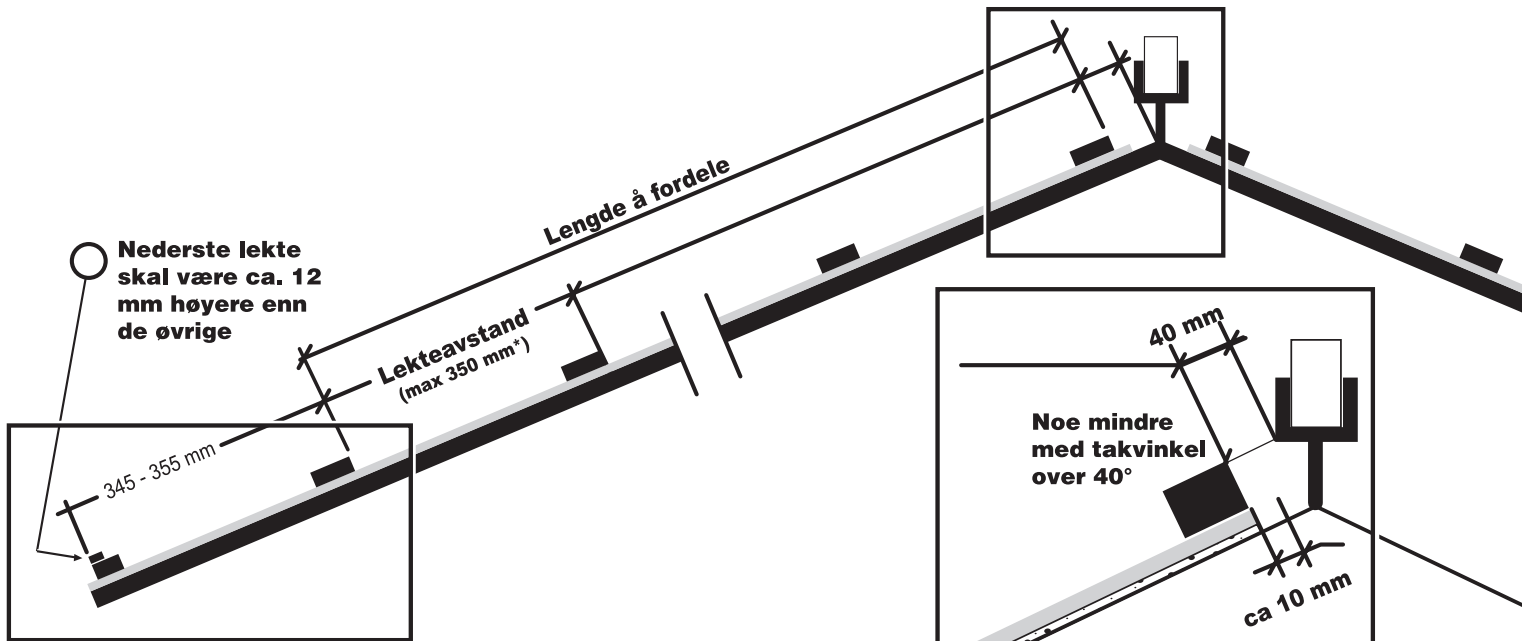 Lengde å fordele
Nederste lekte
skal være ca. 12
mm høyere enn
de øvrige
Lekteavstand
(max 350 mm*)
345 - 355 mm
40 mm
Noe mindre
med takvinkel
over 40°
ca 10 mm